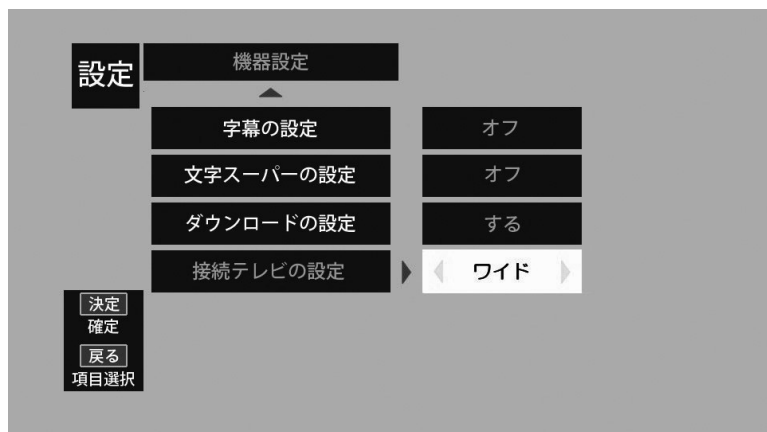 設定
機器設定
字幕の設定
オフ
文字スーパーの設定
オフ
ダウンロードの設定
する
接続テレビの設定
ワイド
決定
確定
戻る
項目選択